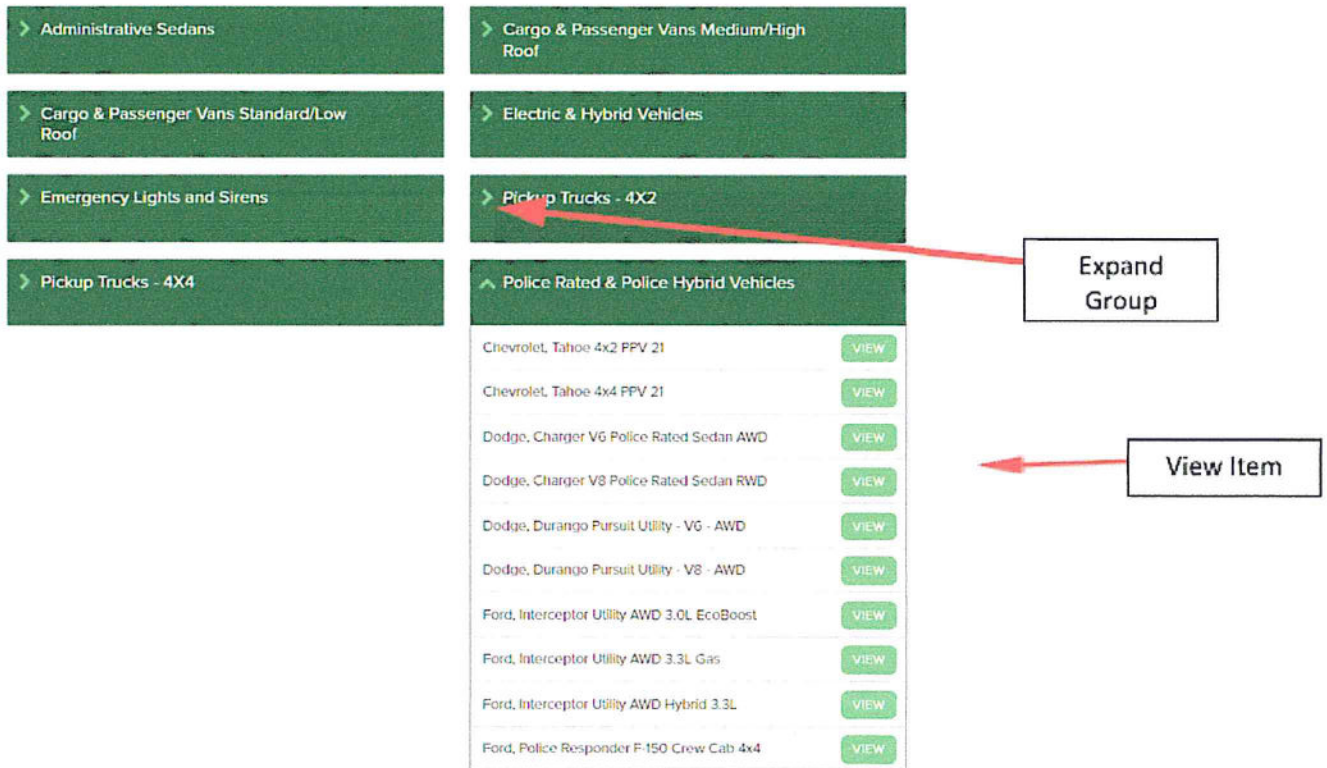 Administrative Sedans
Cargo & Passenger Vans Medium/High
Roof
Cargo & Passenger Vans Standard/Low
Roof
Electric & Hybrid Vehicles
Emergency Lights and Sirens
Pickup Trucks - 4X2
Expand
Group
Pickup Trucks - 4X4
Police Rated & Police Hybrid Vehicles
Chevrolet, Tahoe 4x2 PPV 21 VIEW
Chevrolet, Tahoe 4x4 PPV 21 VIEW
Dodge, Charger V6 Police Rated Sedan AWD VIEW
View Item
Dodge, Charger V8 Police Rated Sedan RWD VIEW
Dodge, Durango Pursuit Utility - V6 - AWD VIEW
Dodge, Durango Pursuit Utility - V8 - AWD VIEW
Ford, Interceptor Utility AWD 3.0L EcoBoost VIEW
Ford, Interceptor Utility AWD 3.3L Gas VIEW
Ford, Interceptor Utility AWD Hybrid 3.3L VIEW
Ford, Police Responder F-150 Crew Cab 4x4 VIEW